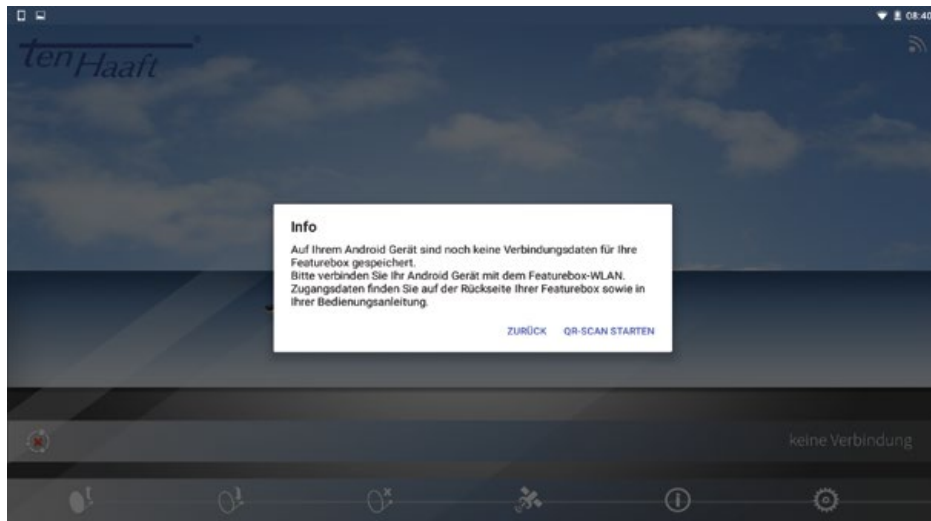 08:40
ten Haaft®
Info
Auf Ihrem Android Gerät sind noch keine Verbindungsdaten für Ihre
Featurebox gespeichert.
Bitte verbinden Sie Ihr Android Gerät mit dem Featurebox-WLAN.
Zugangsdaten finden Sie auf der Rückseite Ihrer Featurebox sowie in
Ihrer Bedienungsanleitung.
ZURÜCK QR-SCAN STARTEN
keine Verbindung